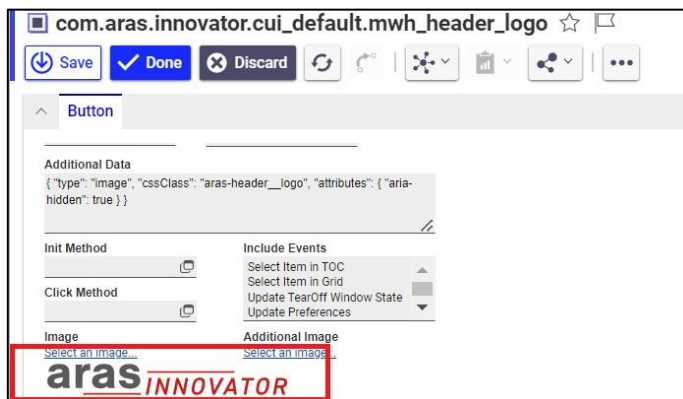 com.aras.innovator.cui_default.mwh_header_logo
Save Done Discard
Button
Additional Data
{ "type": "image", "cssClass": "aras-header__logo", "attributes": { "aria-
hidden": true } }
Init Method Include Events
Select Item in TOC
Select Item in Grid
Click Method
Update TearOff Window State
Update Preferences
Image Additional Image
Select an image... Select an image...
aras INNOVATOR